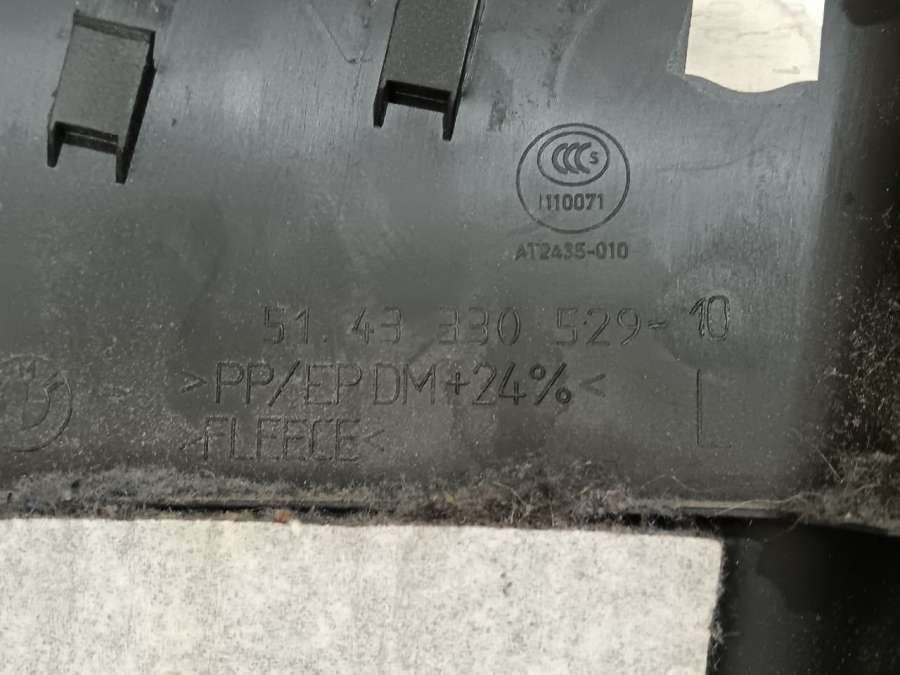 CCC S
I110071
AT2435-010
51.43 330 529-10
>PP/EPDM+24%<
>FLEECE<
L